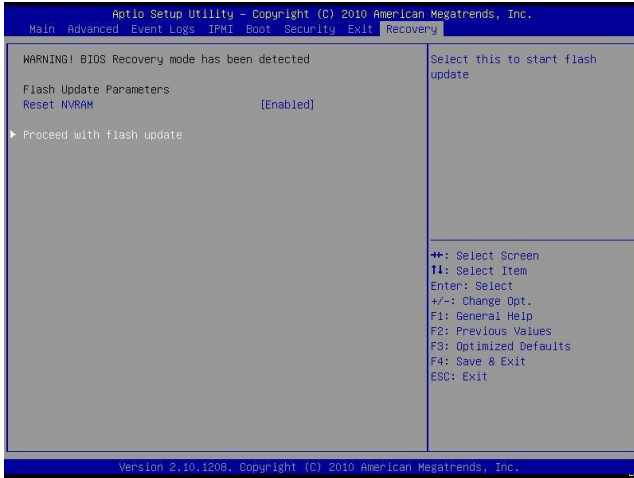 Aptio Setup Utility – Copyright (C) 2010 American Megatrends, Inc.
Main Advanced Event Logs IPMI Boot Security Exit Recovery
WARNING! BIOS Recovery mode has been detected
Flash Update Parameters
Reset NVRAM [Enabled]
▶ Proceed with flash update
Select this to start flash
update
→←: Select Screen
↑↓: Select Item
Enter: Select
+/-: Change Opt.
F1: General Help
F2: Previous Values
F3: Optimized Defaults
F4: Save & Exit
ESC: Exit
Version 2.10.1208. Copyright (C) 2010 American Megatrends, Inc.